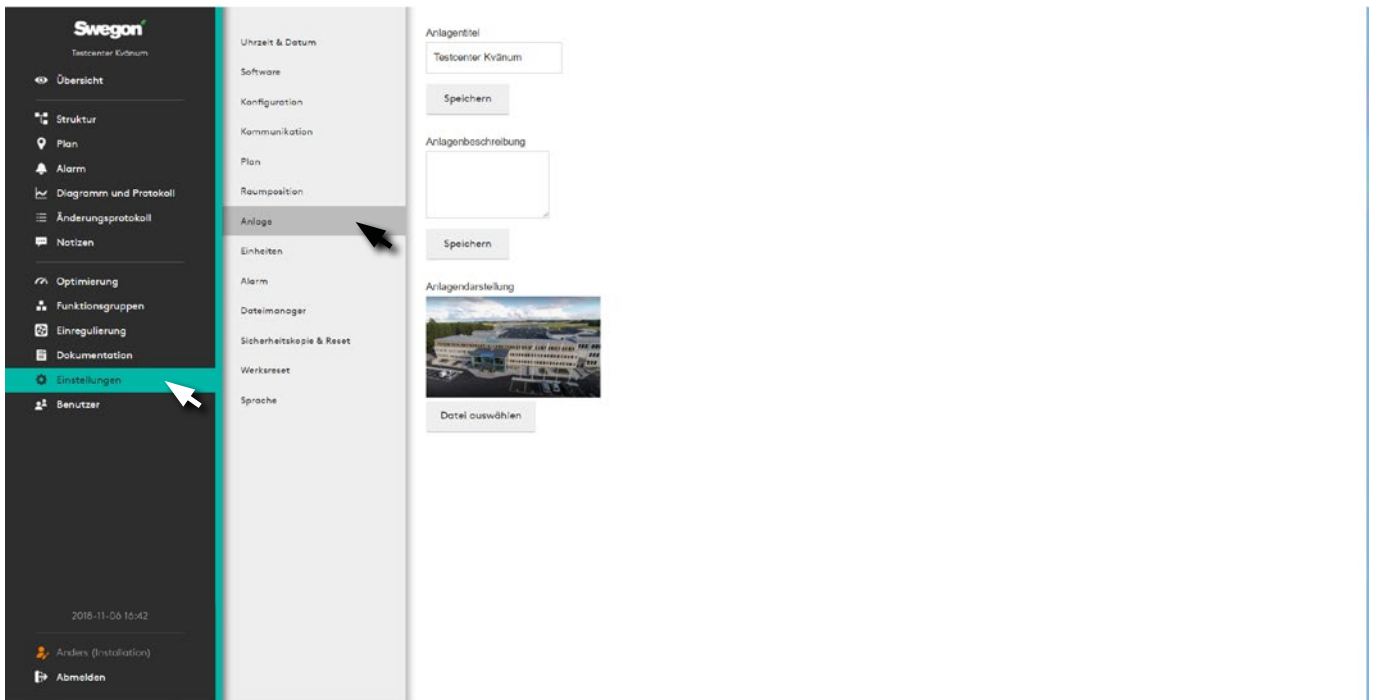 Swegon
Testcenter Kvänum
Übersicht
Struktur
Plan
Alarm
Diagramm und Protokoll
Änderungsprotokoll
Notizen
Optimierung
Funktionsgruppen
Einregulierung
Dokumentation
Einstellungen
Benutzer
2018-11-06 16:42
Anders (Installation)
Abmelden
Uhrzeit & Datum
Software
Konfiguration
Kommunikation
Plan
Raumposition
Anlage
Einheiten
Alarm
Dateimanager
Sicherheitskopie & Reset
Werksreset
Sprache
Anlagentitel
Testcenter Kvänum
Speichern
Anlagenbeschreibung
Speichern
Anlagendarstellung
Datei auswählen